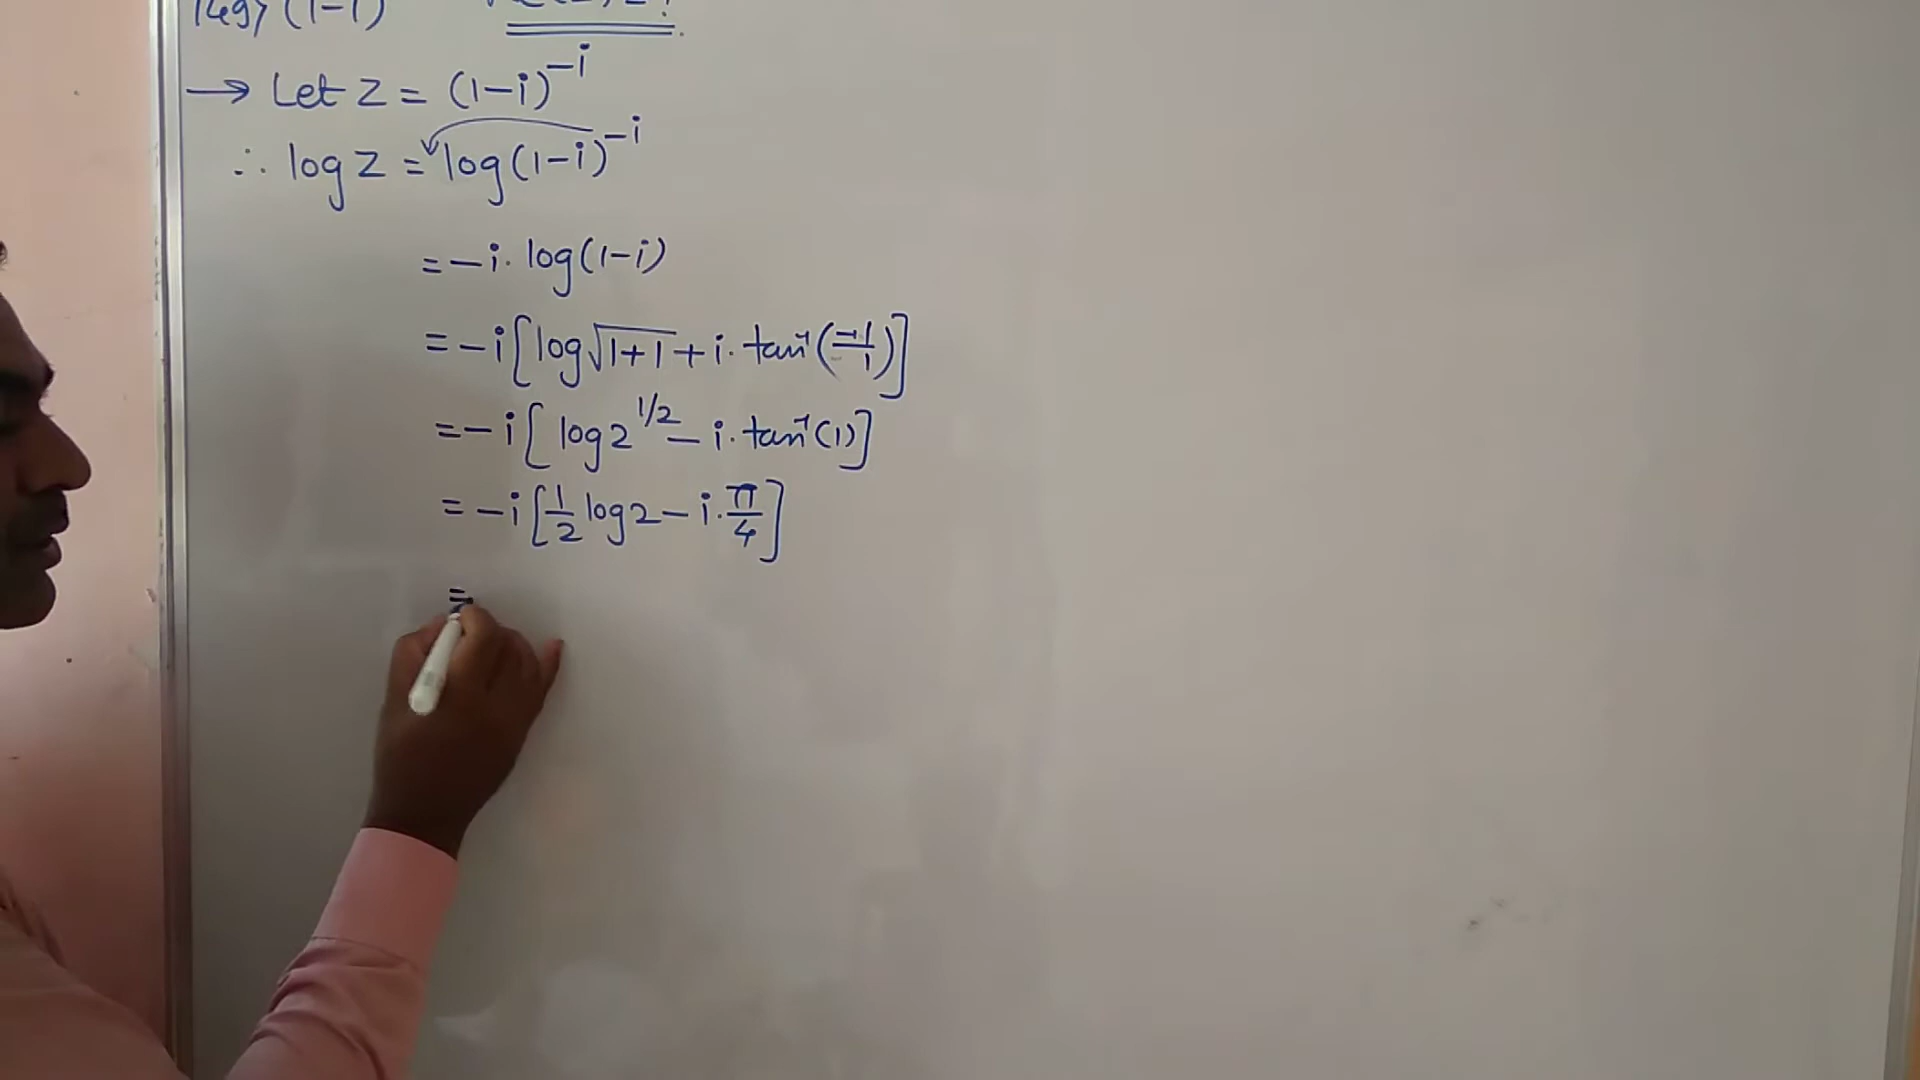 (1-i)
→ Let z = (1-i)^{-i}
∴ log z = log(1-i)^{-i}
= -i · log(1-i)
= -i[log√(1+1) + i · tan⁻¹(-1/1)]
= -i[log 2^{1/2} - i · tan⁻¹(1)]
= -i[1/2 log 2 - i · π/4]
=